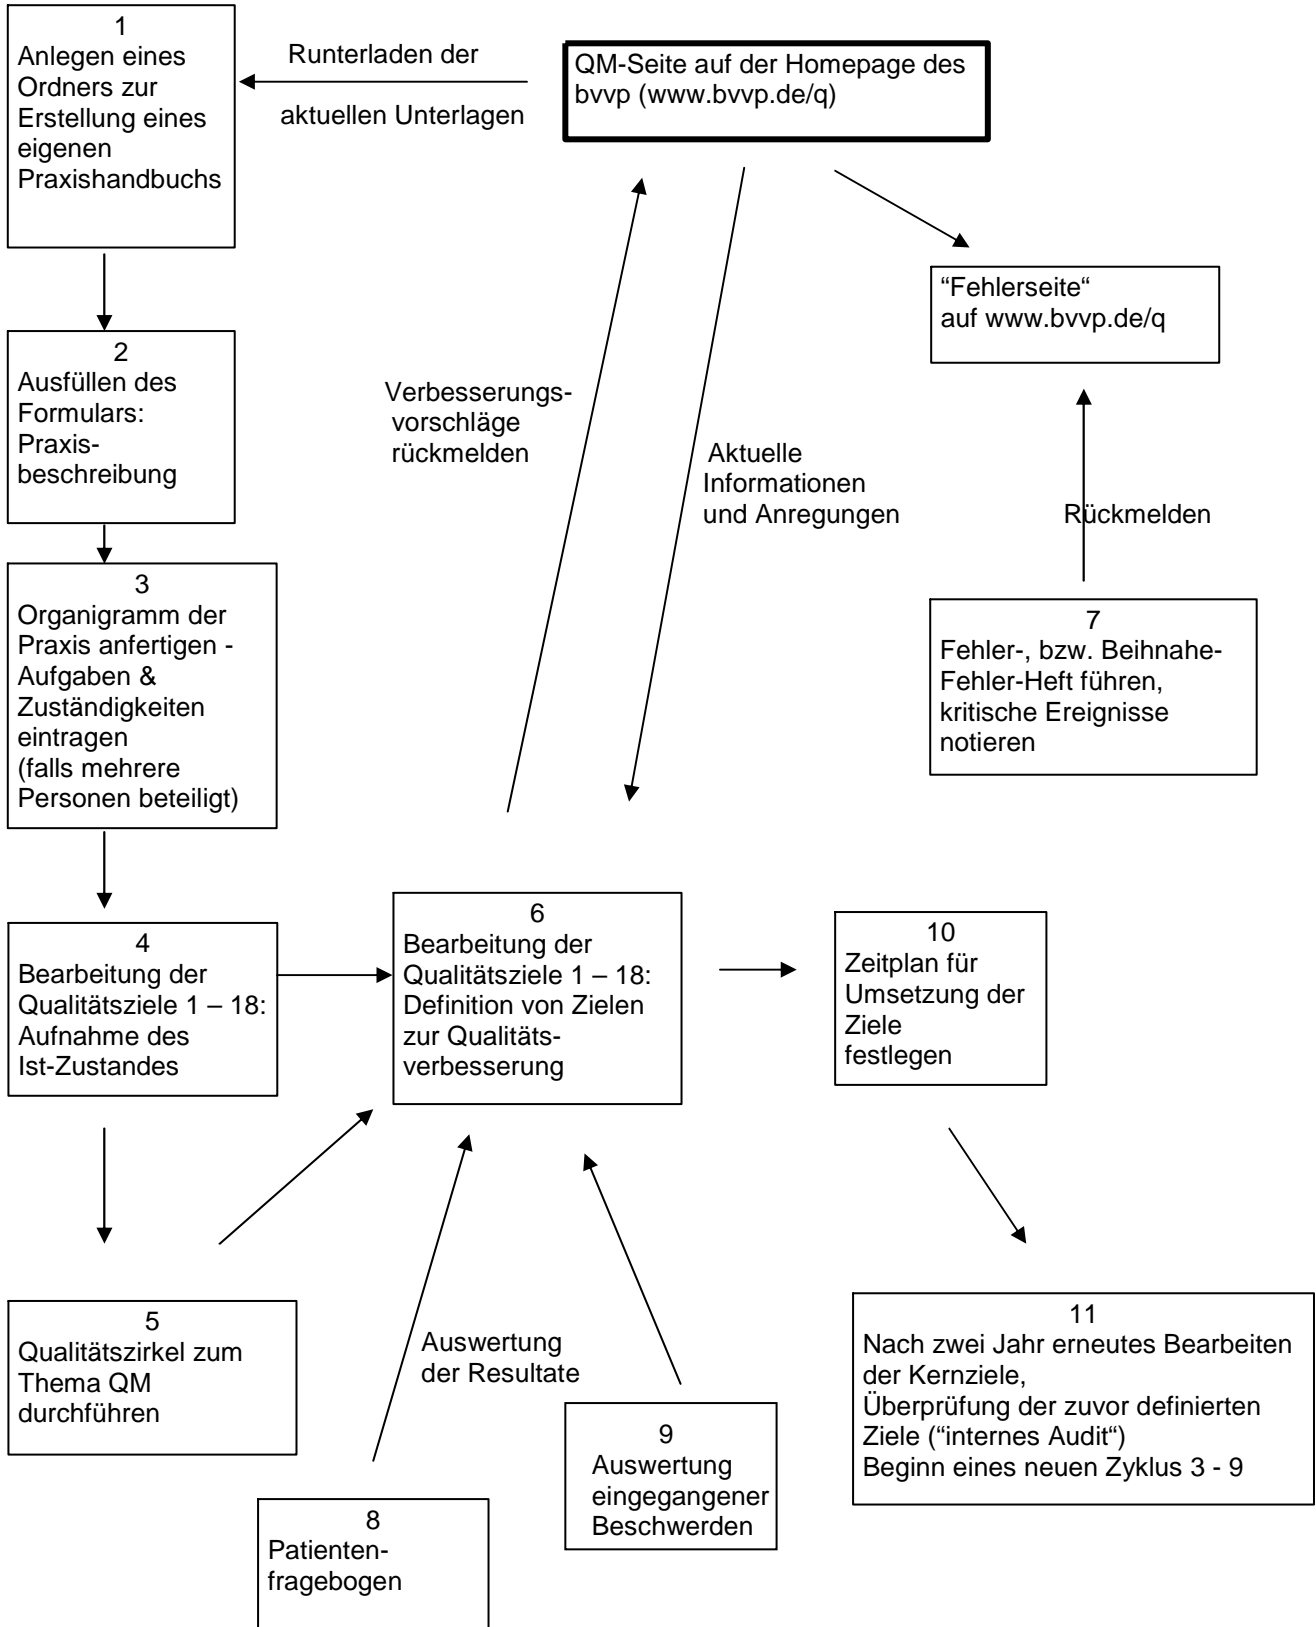 1
Anlegen eines
Ordners zur
Erstellung eines
eigenen
Praxishandbuchs
Runterladen der
aktuellen Unterlagen
QM-Seite auf der Homepage des
bvvp (www.bvvp.de/q)
“Fehlerseite“
auf www.bvvp.de/q
2
Ausfüllen des
Formulars:
Praxis-
beschreibung
Verbesserungs-
vorschläge
rückmelden
Aktuelle
Informationen
und Anregungen
Rückmelden
3
Organigramm der
Praxis anfertigen -
Aufgaben &
Zuständigkeiten
eintragen
(falls mehrere
Personen beteiligt)
7
Fehler-, bzw. Beihnahe-
Fehler-Heft führen,
kritische Ereignisse
notieren
4
Bearbeitung der
Qualitätsziele 1 – 18:
Aufnahme des
Ist-Zustandes
6
Bearbeitung der
Qualitätsziele 1 – 18:
Definition von Zielen
zur Qualitäts-
verbesserung
10
Zeitplan für
Umsetzung der
Ziele
festlegen
5
Qualitätszirkel zum
Thema QM
durchführen
Auswertung
der Resultate
8
Patienten-
fragebogen
9
Auswertung
eingegangener
Beschwerden
11
Nach zwei Jahr erneutes Bearbeiten
der Kernziele,
Überprüfung der zuvor definierten
Ziele (“internes Audit“)
Beginn eines neuen Zyklus 3 - 9